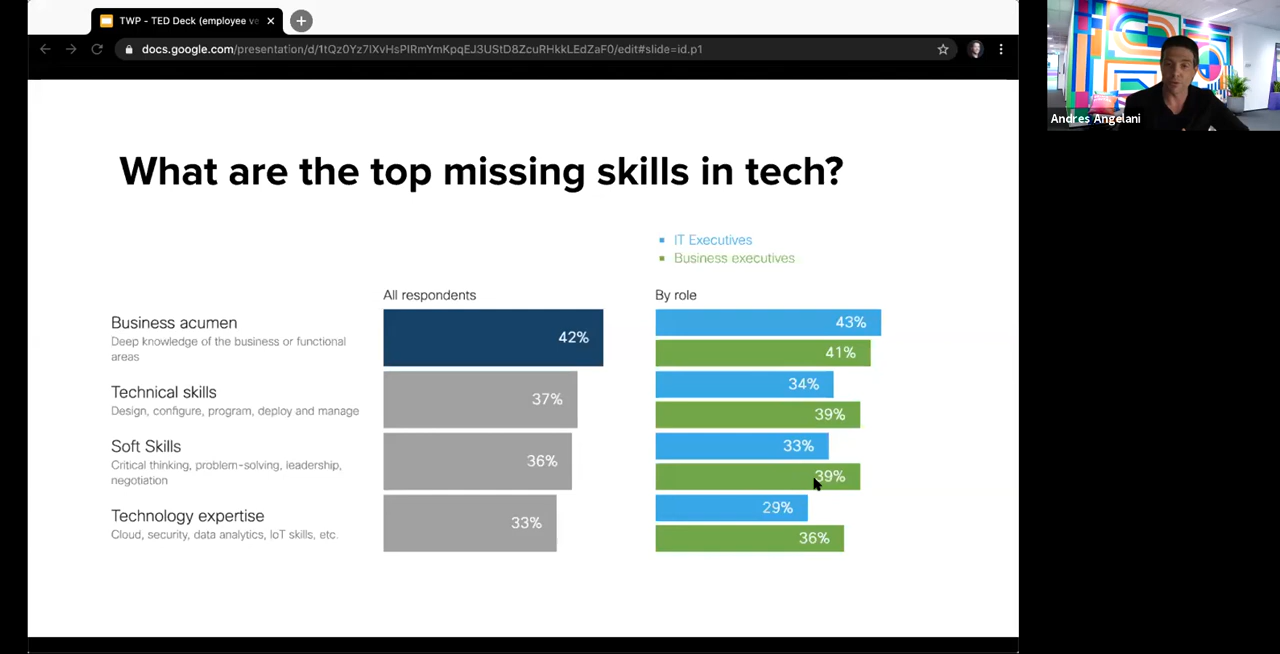 TWP - TED Deck (employee ve
docs.google.com/presentation/d/1tQz0Yz7lXvHsPIRmYmKpqEJ3UStD8ZcuRHkkLEdZaF0/edit#slide=id.p1
Andres Angelani
What are the top missing skills in tech?
IT Executives
Business executives
All respondents
By role
Business acumen
Deep knowledge of the business or functional
areas
42%
43%
41%
Technical skills
Design, configure, program, deploy and manage
37%
34%
39%
Soft Skills
Critical thinking, problem-solving, leadership,
negotiation
36%
33%
39%
Technology expertise
Cloud, security, data analytics, IoT skills, etc.
33%
29%
36%